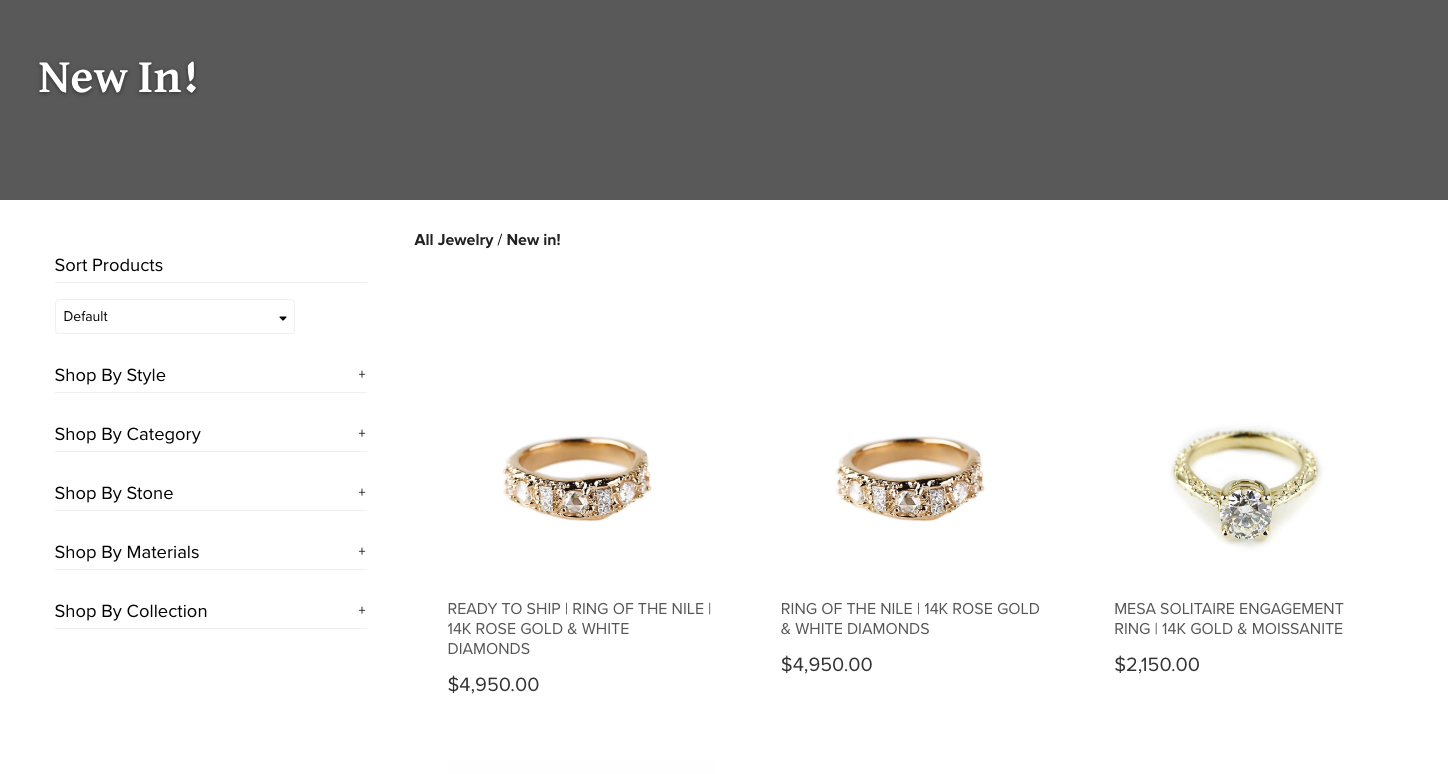 New In!
All Jewelry / New in!
Sort Products
Default
Shop By Style +
Shop By Category +
Shop By Stone +
Shop By Materials +
Shop By Collection +
READY TO SHIP | RING OF THE NILE |
14K ROSE GOLD & WHITE
DIAMONDS
$4,950.00
RING OF THE NILE | 14K ROSE GOLD
& WHITE DIAMONDS
$4,950.00
MESA SOLITAIRE ENGAGEMENT
RING | 14K GOLD & MOISSANITE
$2,150.00